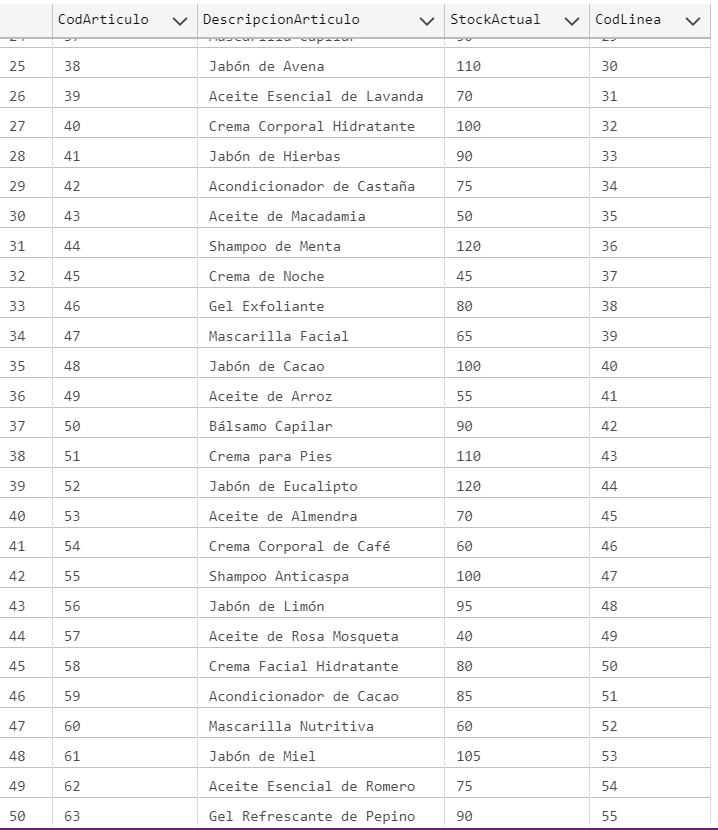 CodArticulo DescripcionArticulo StockActual CodLinea
25 38 Jabón de Avena 110 30
26 39 Aceite Esencial de Lavanda 70 31
27 40 Crema Corporal Hidratante 100 32
28 41 Jabón de Hierbas 90 33
29 42 Acondicionador de Castaña 75 34
30 43 Aceite de Macadamia 50 35
31 44 Shampoo de Menta 120 36
32 45 Crema de Noche 45 37
33 46 Gel Exfoliante 80 38
34 47 Mascarilla Facial 65 39
35 48 Jabón de Cacao 100 40
36 49 Aceite de Arroz 55 41
37 50 Bálsamo Capilar 90 42
38 51 Crema para Pies 110 43
39 52 Jabón de Eucalipto 120 44
40 53 Aceite de Almendra 70 45
41 54 Crema Corporal de Café 60 46
42 55 Shampoo Anticaspa 100 47
43 56 Jabón de Limón 95 48
44 57 Aceite de Rosa Mosqueta 40 49
45 58 Crema Facial Hidratante 80 50
46 59 Acondicionador de Cacao 85 51
47 60 Mascarilla Nutritiva 60 52
48 61 Jabón de Miel 105 53
49 62 Aceite Esencial de Romero 75 54
50 63 Gel Refrescante de Pepino 90 55